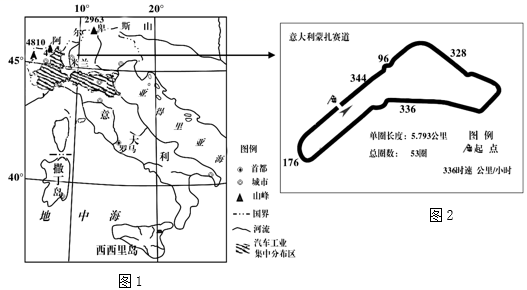 10°
20°
2963
4810
阿
尔
卑
斯山
4
米
兰
45°
意
大
利
罗马
亚
得
里
亚
海
撒
丁
岛
40°
地 中 海
西西里岛
图例
首都
城市
山峰
国界
河流
汽车工业
集中分布区
图1
意大利蒙扎赛道
96
328
344
336
176
单圈长度：5.793公里
总圈数： 53圈
图 例
起 点
336时速 公里/小时
图2